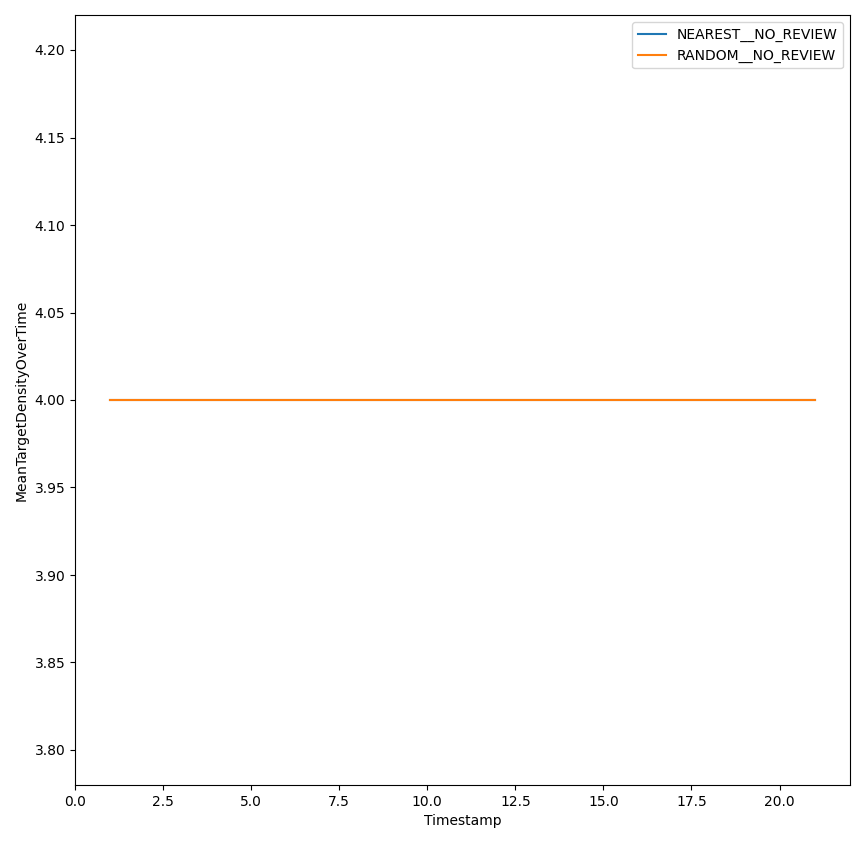 NEAREST__NO_REVIEW
RANDOM__NO_REVIEW
4.20
4.15
4.10
4.05
4.00
3.95
3.90
3.85
3.80
MeanTargetDensityOverTime
0.0 2.5 5.0 7.5 10.0 12.5 15.0 17.5 20.0
Timestamp